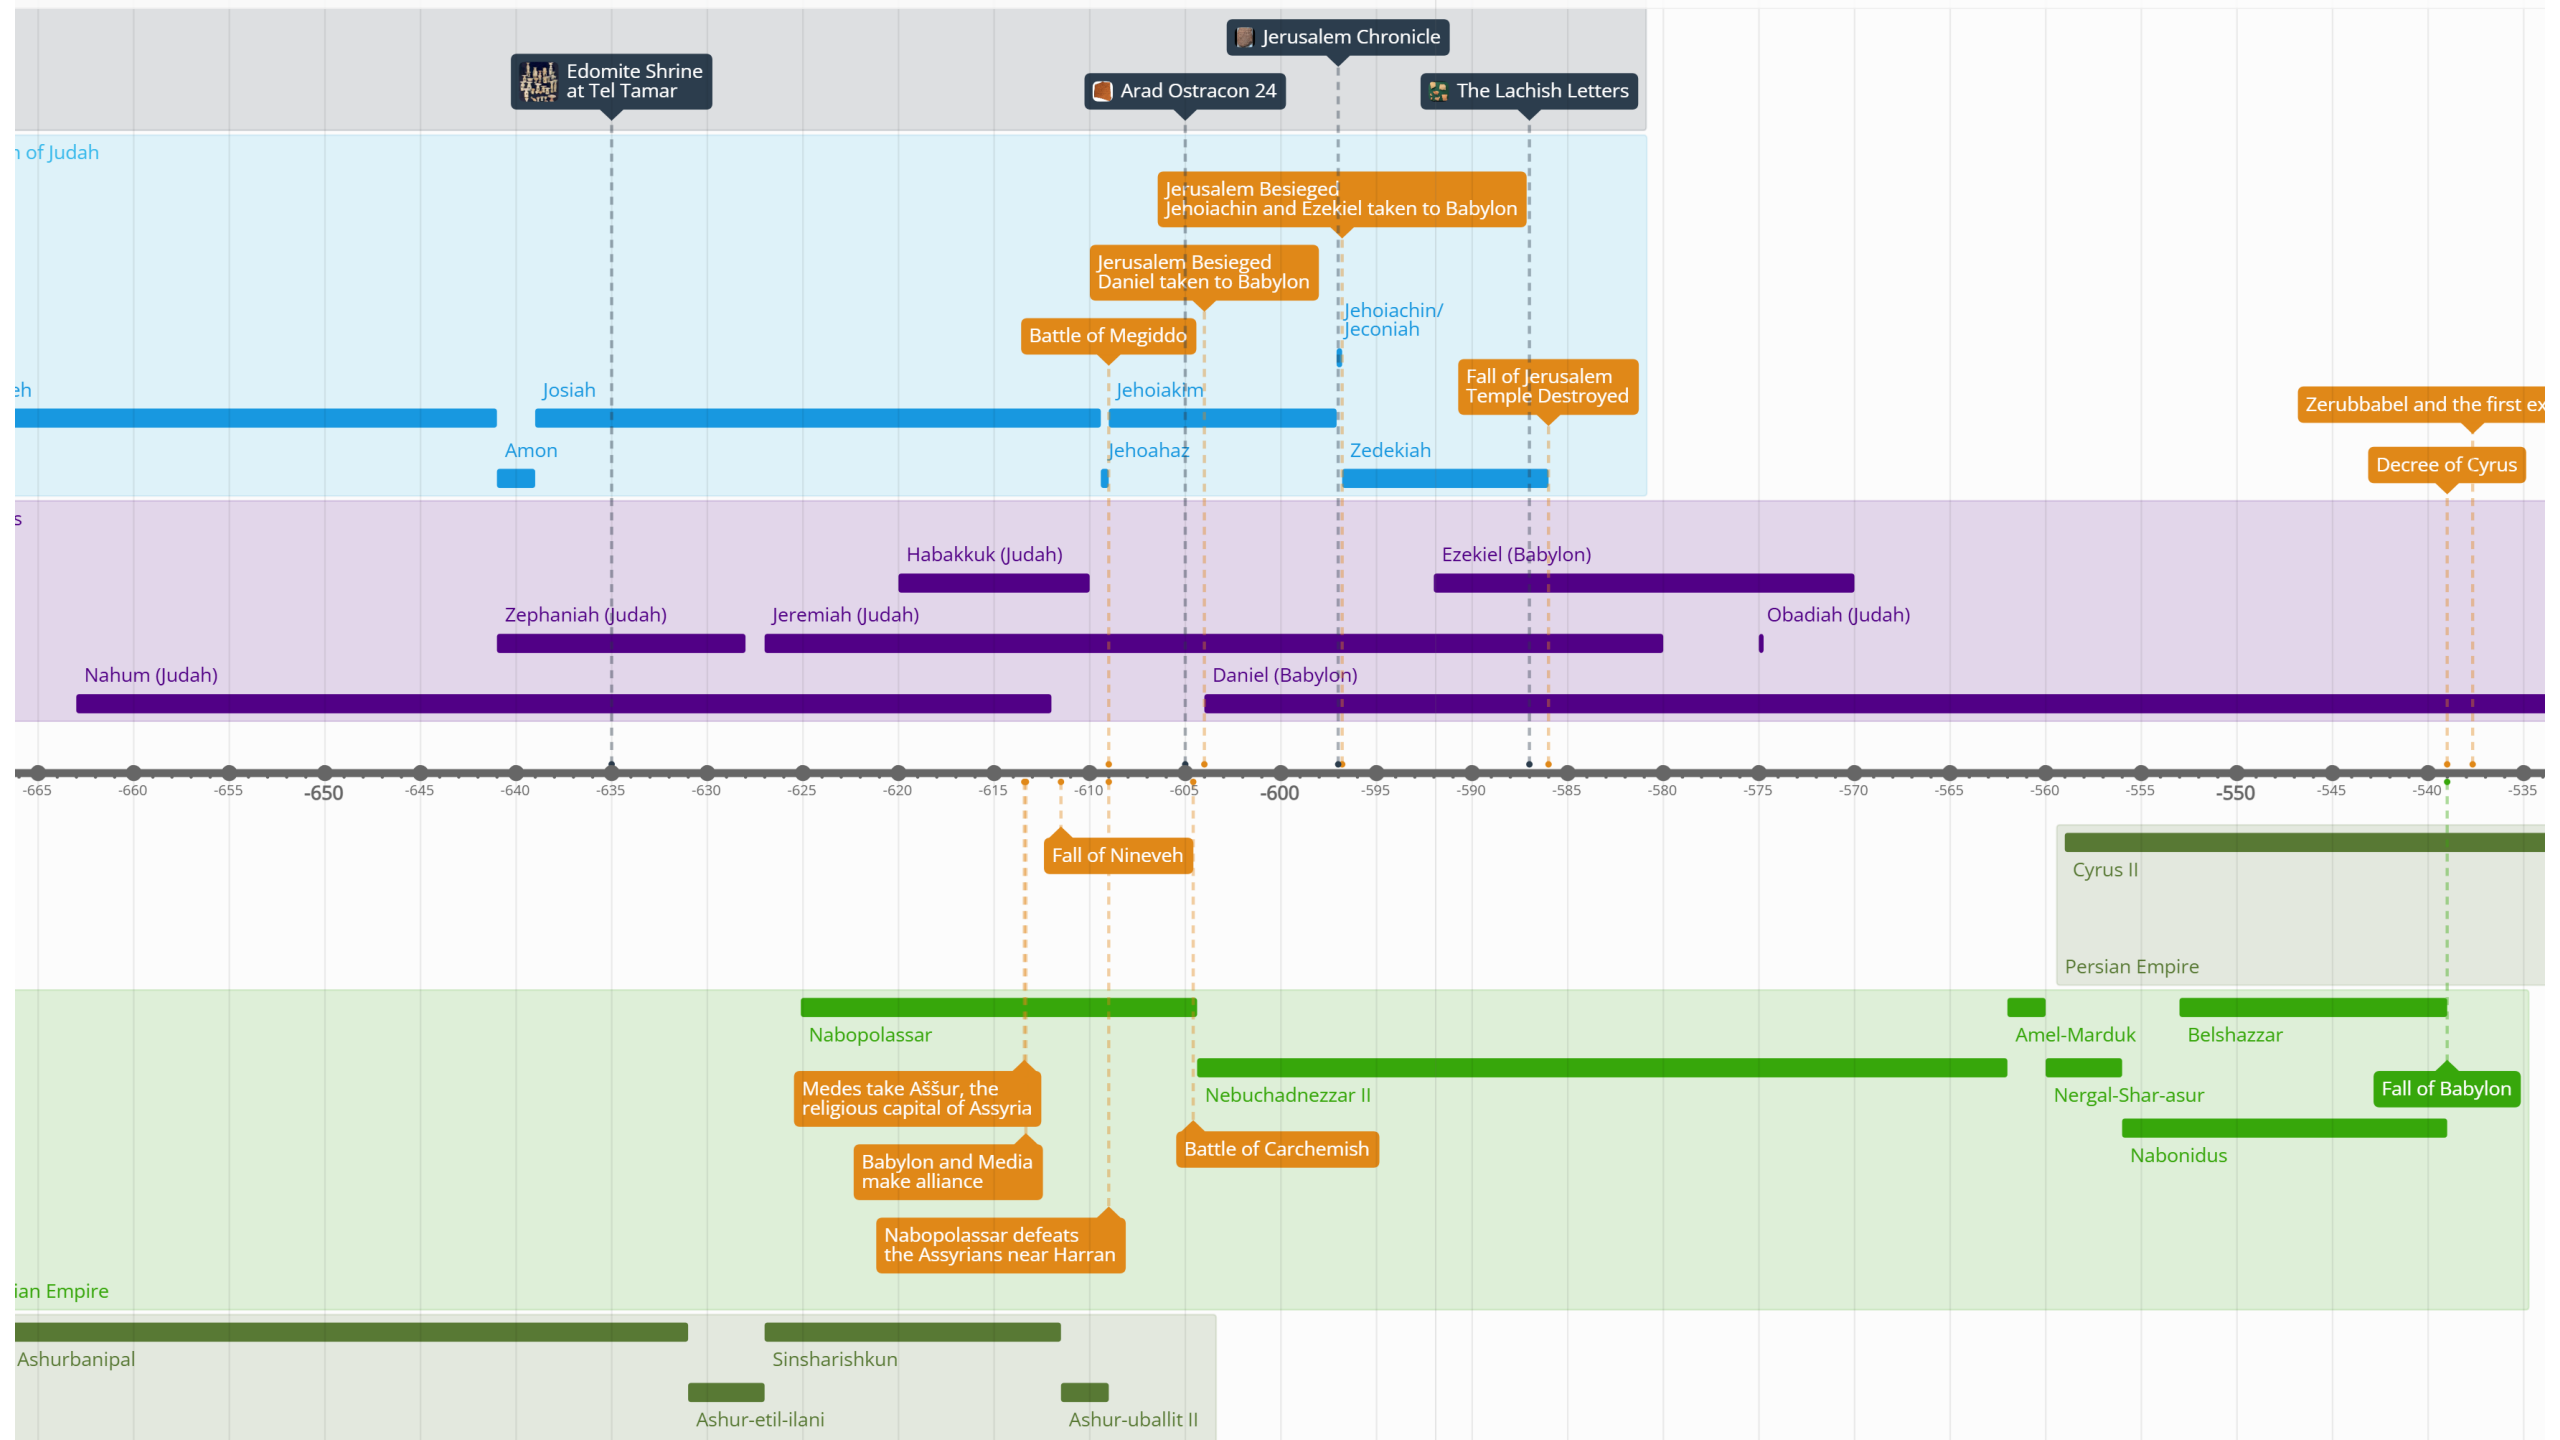 Jerusalem Chronicle
Edomite Shrine
at Tel Tamar
Arad Ostracon 24
The Lachish Letters
of Judah
Jerusalem Besieged
Jehoiachin and Ezekiel taken to Babylon
Jerusalem Besieged
Daniel taken to Babylon
Jehoiachin/
Jeconiah
Battle of Megiddo
Fall of Jerusalem
Temple Destroyed
eh
Josiah
Jehoiakim
Zerubbabel and the first ex
Amon
Jehoahaz
Zedekiah
Decree of Cyrus
s
Habakkuk (Judah)
Ezekiel (Babylon)
Zephaniah (Judah)
Jeremiah (Judah)
Obadiah (Judah)
Nahum (Judah)
Daniel (Babylon)
-665 -660 -655 -650 -645 -640 -635 -630 -625 -620 -615 -610 -605 -600 -595 -590 -585 -580 -575 -570 -565 -560 -555 -550 -545 -540 -535
Fall of Nineveh
Cyrus II
Persian Empire
Nabopolassar
Amel-Marduk
Belshazzar
Medes take Aššur, the
religious capital of Assyria
Nebuchadnezzar II
Nergal-Shar-asur
Fall of Babylon
Battle of Carchemish
Nabonidus
Babylon and Media
make alliance
Nabopolassar defeats
the Assyrians near Harran
ian Empire
Ashurbanipal
Sinsharishkun
Ashur-etil-ilani
Ashur-uballit II